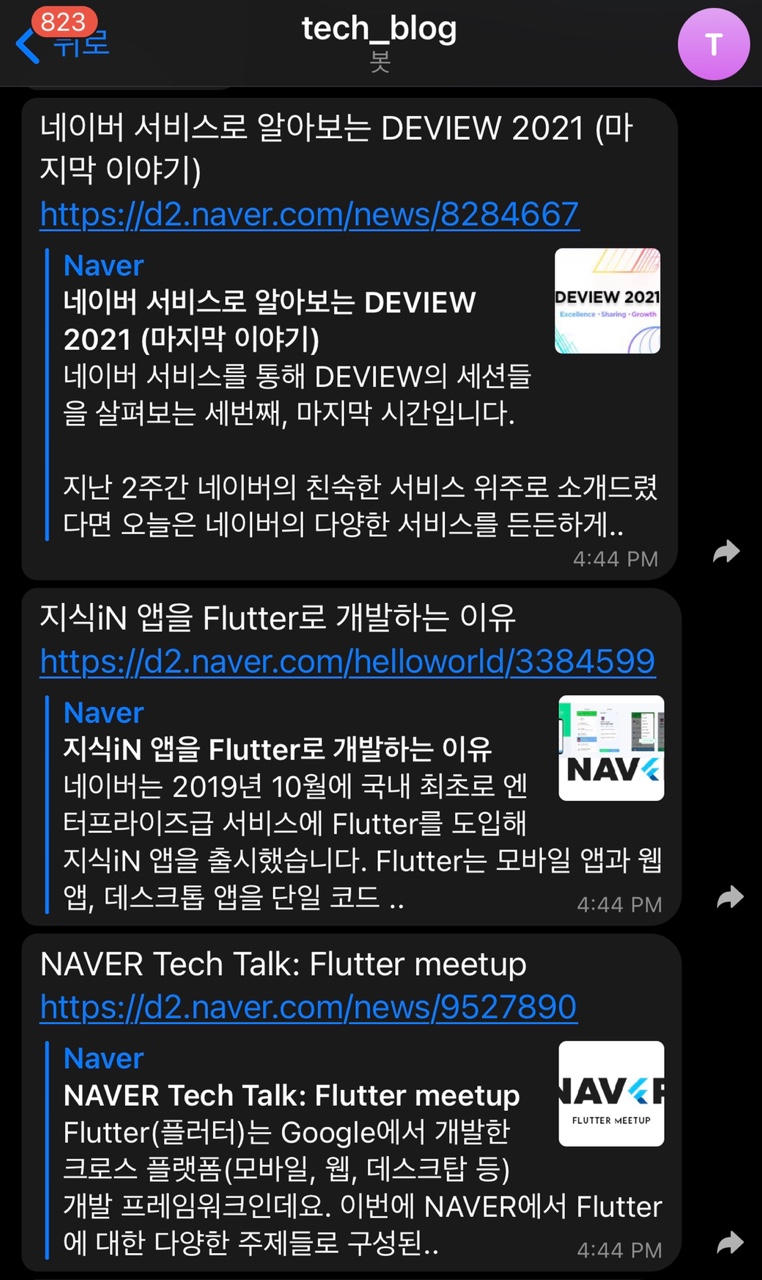 823
뒤로
tech_blog
봇
T
네이버 서비스로 알아보는 DEVIEW 2021 (마
지막 이야기)
https://d2.naver.com/news/8284667
Naver
네이버 서비스로 알아보는 DEVIEW
2021 (마지막 이야기)
네이버 서비스를 통해 DEVIEW의 세션들
을 살펴보는 세번째, 마지막 시간입니다.
지난 2주간 네이버의 친숙한 서비스 위주로 소개드렸
다면 오늘은 네이버의 다양한 서비스를 든든하게..
DEVIEW 2021
Excellence · Sharing · Growth
4:44 PM
지식iN 앱을 Flutter로 개발하는 이유
https://d2.naver.com/helloworld/3384599
Naver
지식iN 앱을 Flutter로 개발하는 이유
네이버는 2019년 10월에 국내 최초로 엔
터프라이즈급 서비스에 Flutter를 도입해
지식iN 앱을 출시했습니다. Flutter는 모바일 앱과 웹
앱, 데스크톱 앱을 단일 코드 ..
NAV
4:44 PM
NAVER Tech Talk: Flutter meetup
https://d2.naver.com/news/9527890
Naver
NAVER Tech Talk: Flutter meetup
Flutter(플러터)는 Google에서 개발한
크로스 플랫폼(모바일, 웹, 데스크탑 등)
개발 프레임워크인데요. 이번에 NAVER에서 Flutter
에 대한 다양한 주제들로 구성된..
NAVER
FLUTTER MEETUP
4:44 PM